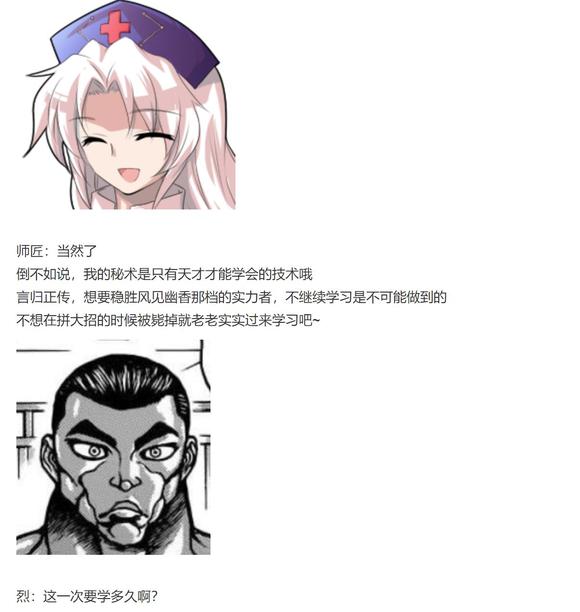 师匠：当然了
倒不如说，我的秘术是只有天才才能学会的技术哦
言归正传，想要稳胜风见幽香那档的实力者，不继续学习是不可能做到的
不想在拼大招的时候被毙掉就老老实实过来学习吧~
烈：这一次要学多久啊？